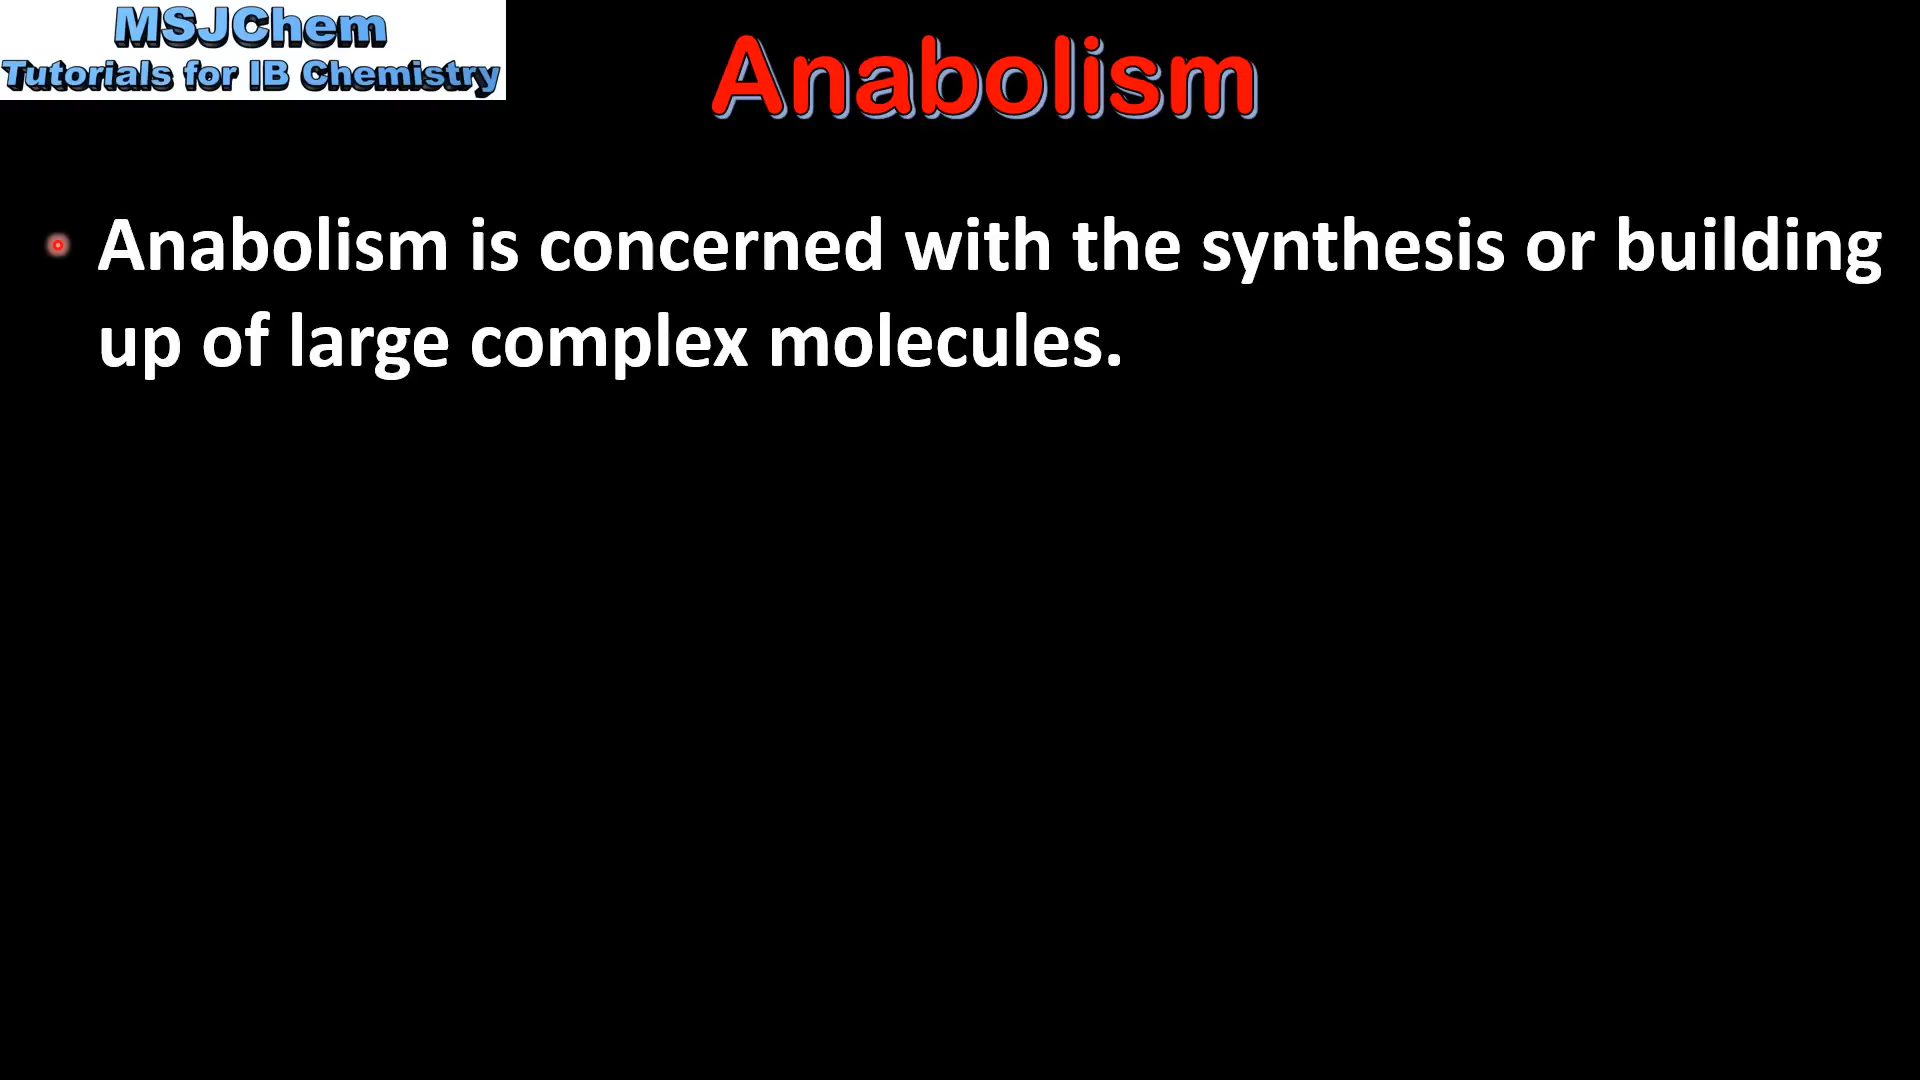 MSJChem
Tutorials for IB Chemistry
Anabolism
• Anabolism is concerned with the synthesis or building
up of large complex molecules.